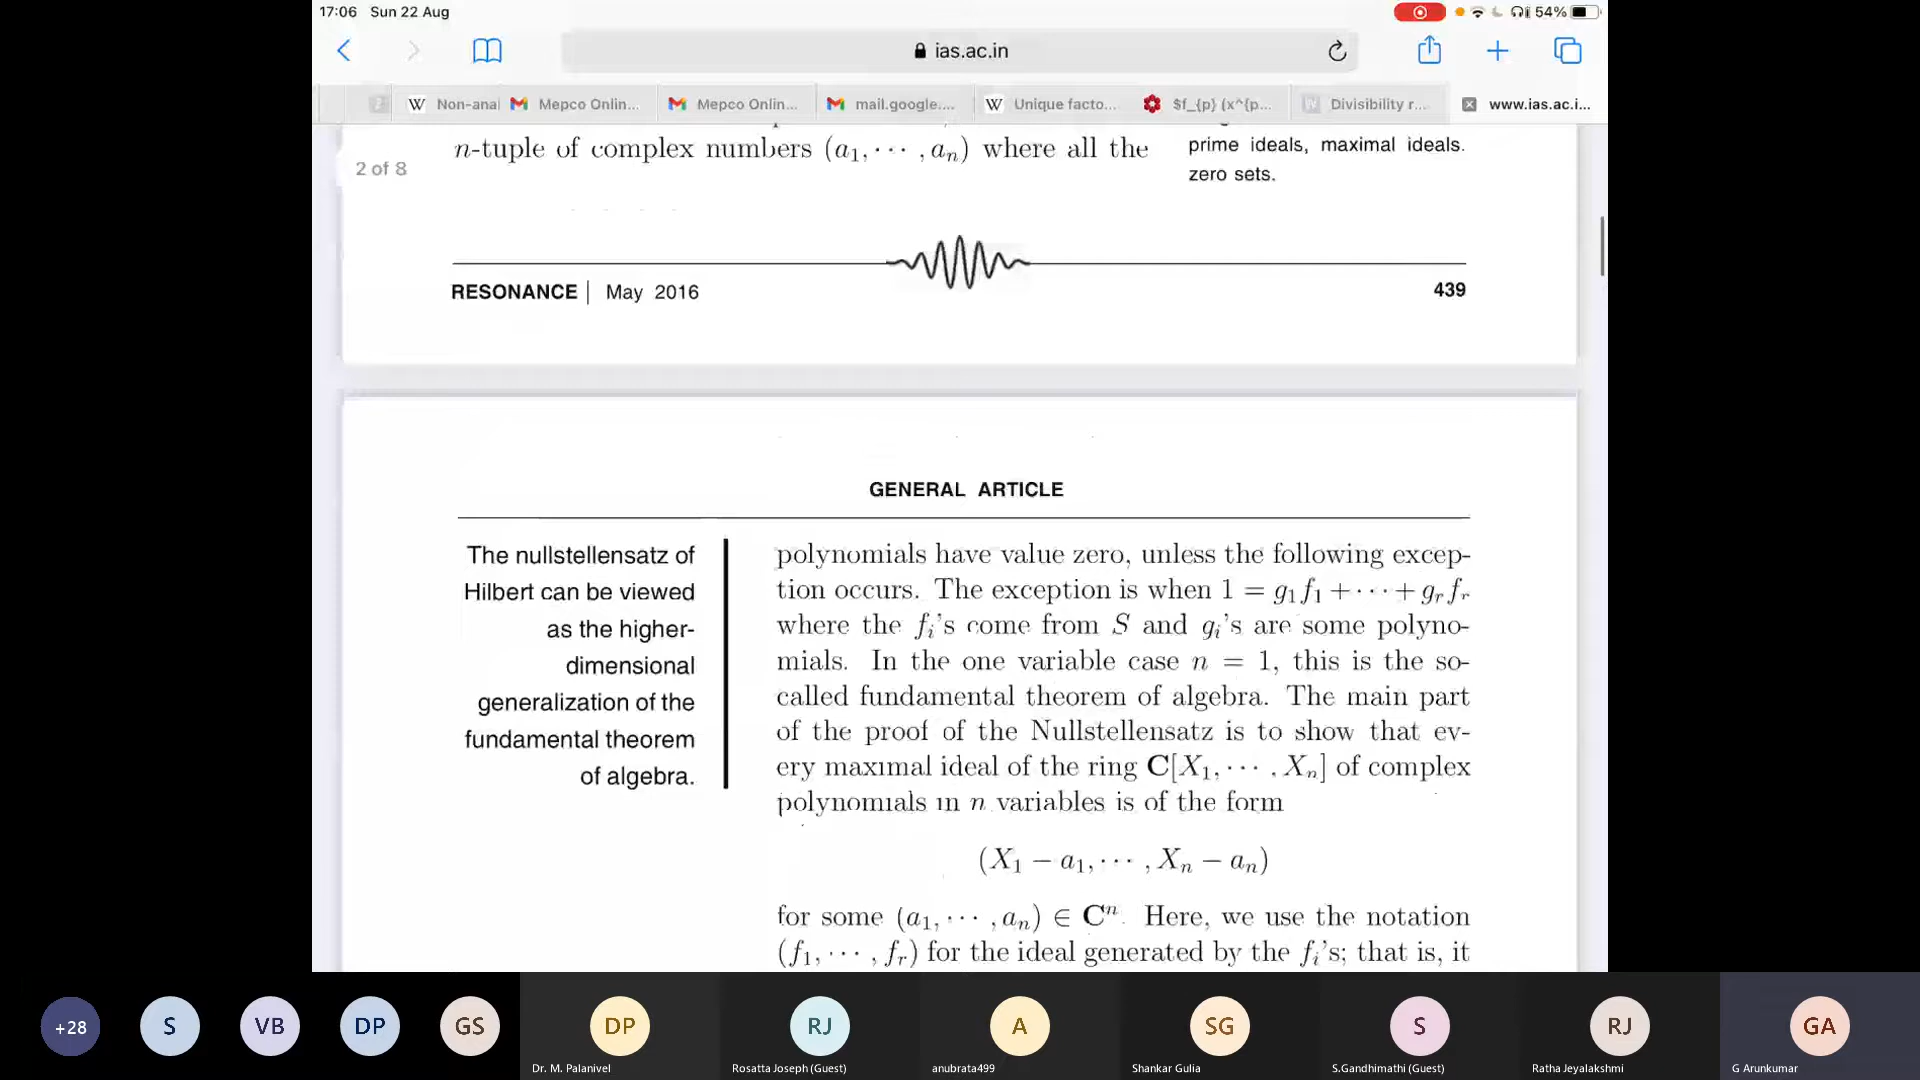 17:06 Sun 22 Aug
54%
ias.ac.in
W Non-anal
Mepco Onlin...
Mepco Onlin...
mail.google....
W Unique facto...
$f_{p} (x^{p...
Divisibility r...
www.ias.ac.i...
n-tuple of complex numbers (a₁, ··· , aₙ) where all the
prime ideals, maximal ideals.
zero sets.
2 of 8
RESONANCE | May 2016
439
GENERAL ARTICLE
The nullstellensatz of
Hilbert can be viewed
as the higher-
dimensional
generalization of the
fundamental theorem
of algebra.
polynomials have value zero, unless the following excep-
tion occurs. The exception is when 1 = g₁f₁ + ··· + gᵣfᵣ
where the fᵢ's come from S and gᵢ's are some polyno-
mials. In the one variable case n = 1, this is the so-
called fundamental theorem of algebra. The main part
of the proof of the Nullstellensatz is to show that ev-
ery maximal ideal of the ring C[X₁, ··· , Xₙ] of complex
polynomials in n variables is of the form
(X₁ − a₁, ··· , Xₙ − aₙ)
for some (a₁, ··· , aₙ) ∈ Cⁿ. Here, we use the notation
(f₁, ··· , fᵣ) for the ideal generated by the fᵢ's; that is, it
+28
S
VB
DP
GS
DP
RJ
A
SG
S
RJ
GA
Dr. M. Palanivel
Rosatta Joseph (Guest)
anubrata499
Shankar Gulia
S.Gandhimathi (Guest)
Ratha Jeyalakshmi
G Arunkumar